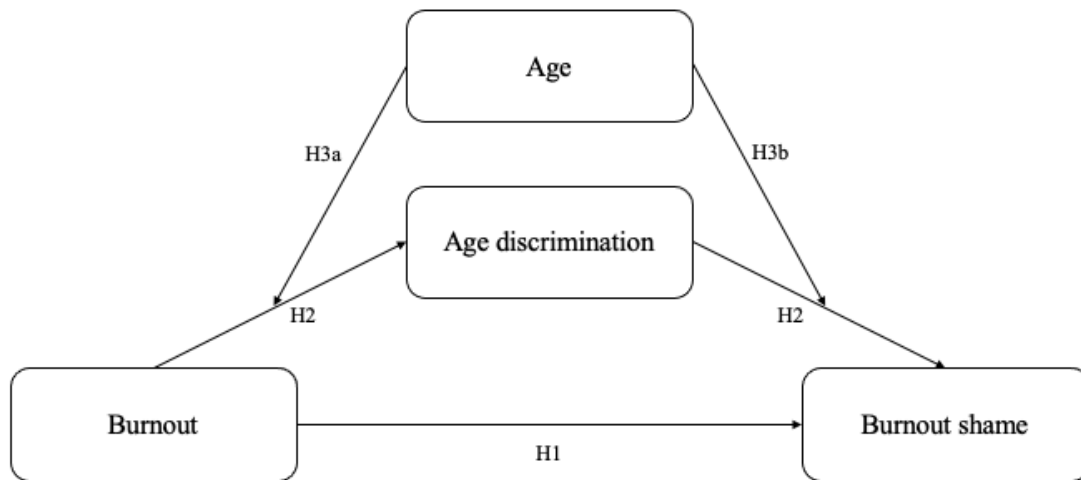 Age
H3a
H3b
Age discrimination
H2
H2
Burnout
Burnout shame
H1